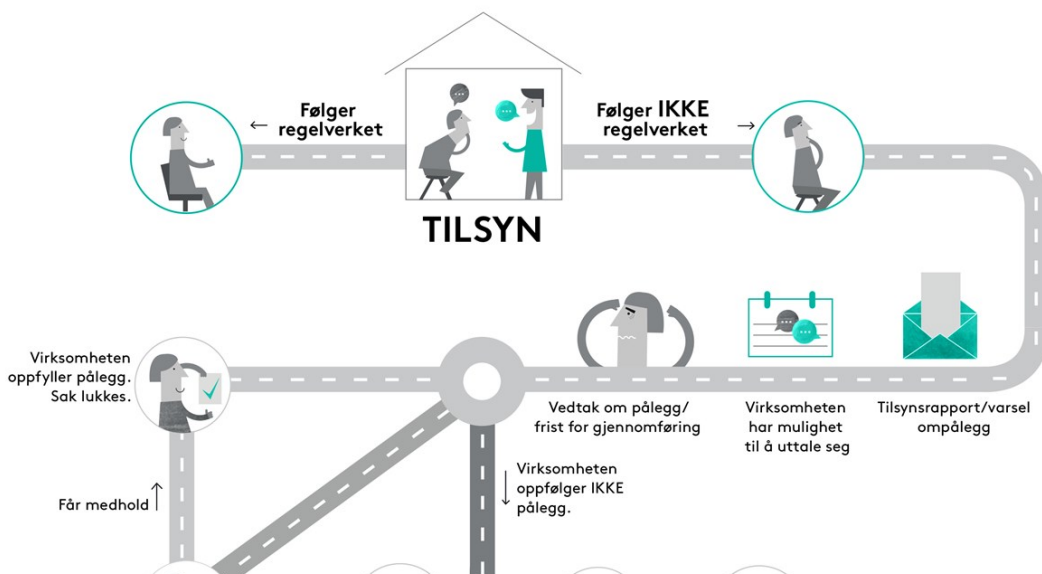 Følger
regelverket
Følger IKKE
regelverket
TILSYN
Virksomheten
oppfyller pålegg.
Sak lukkes.
Vedtak om pålegg/
frist for gjennomføring
Virksomheten
har mulighet
til å uttale seg
Tilsynsrapport/varsel
ompålegg
Får medhold
Virksomheten
oppfølger IKKE
pålegg.